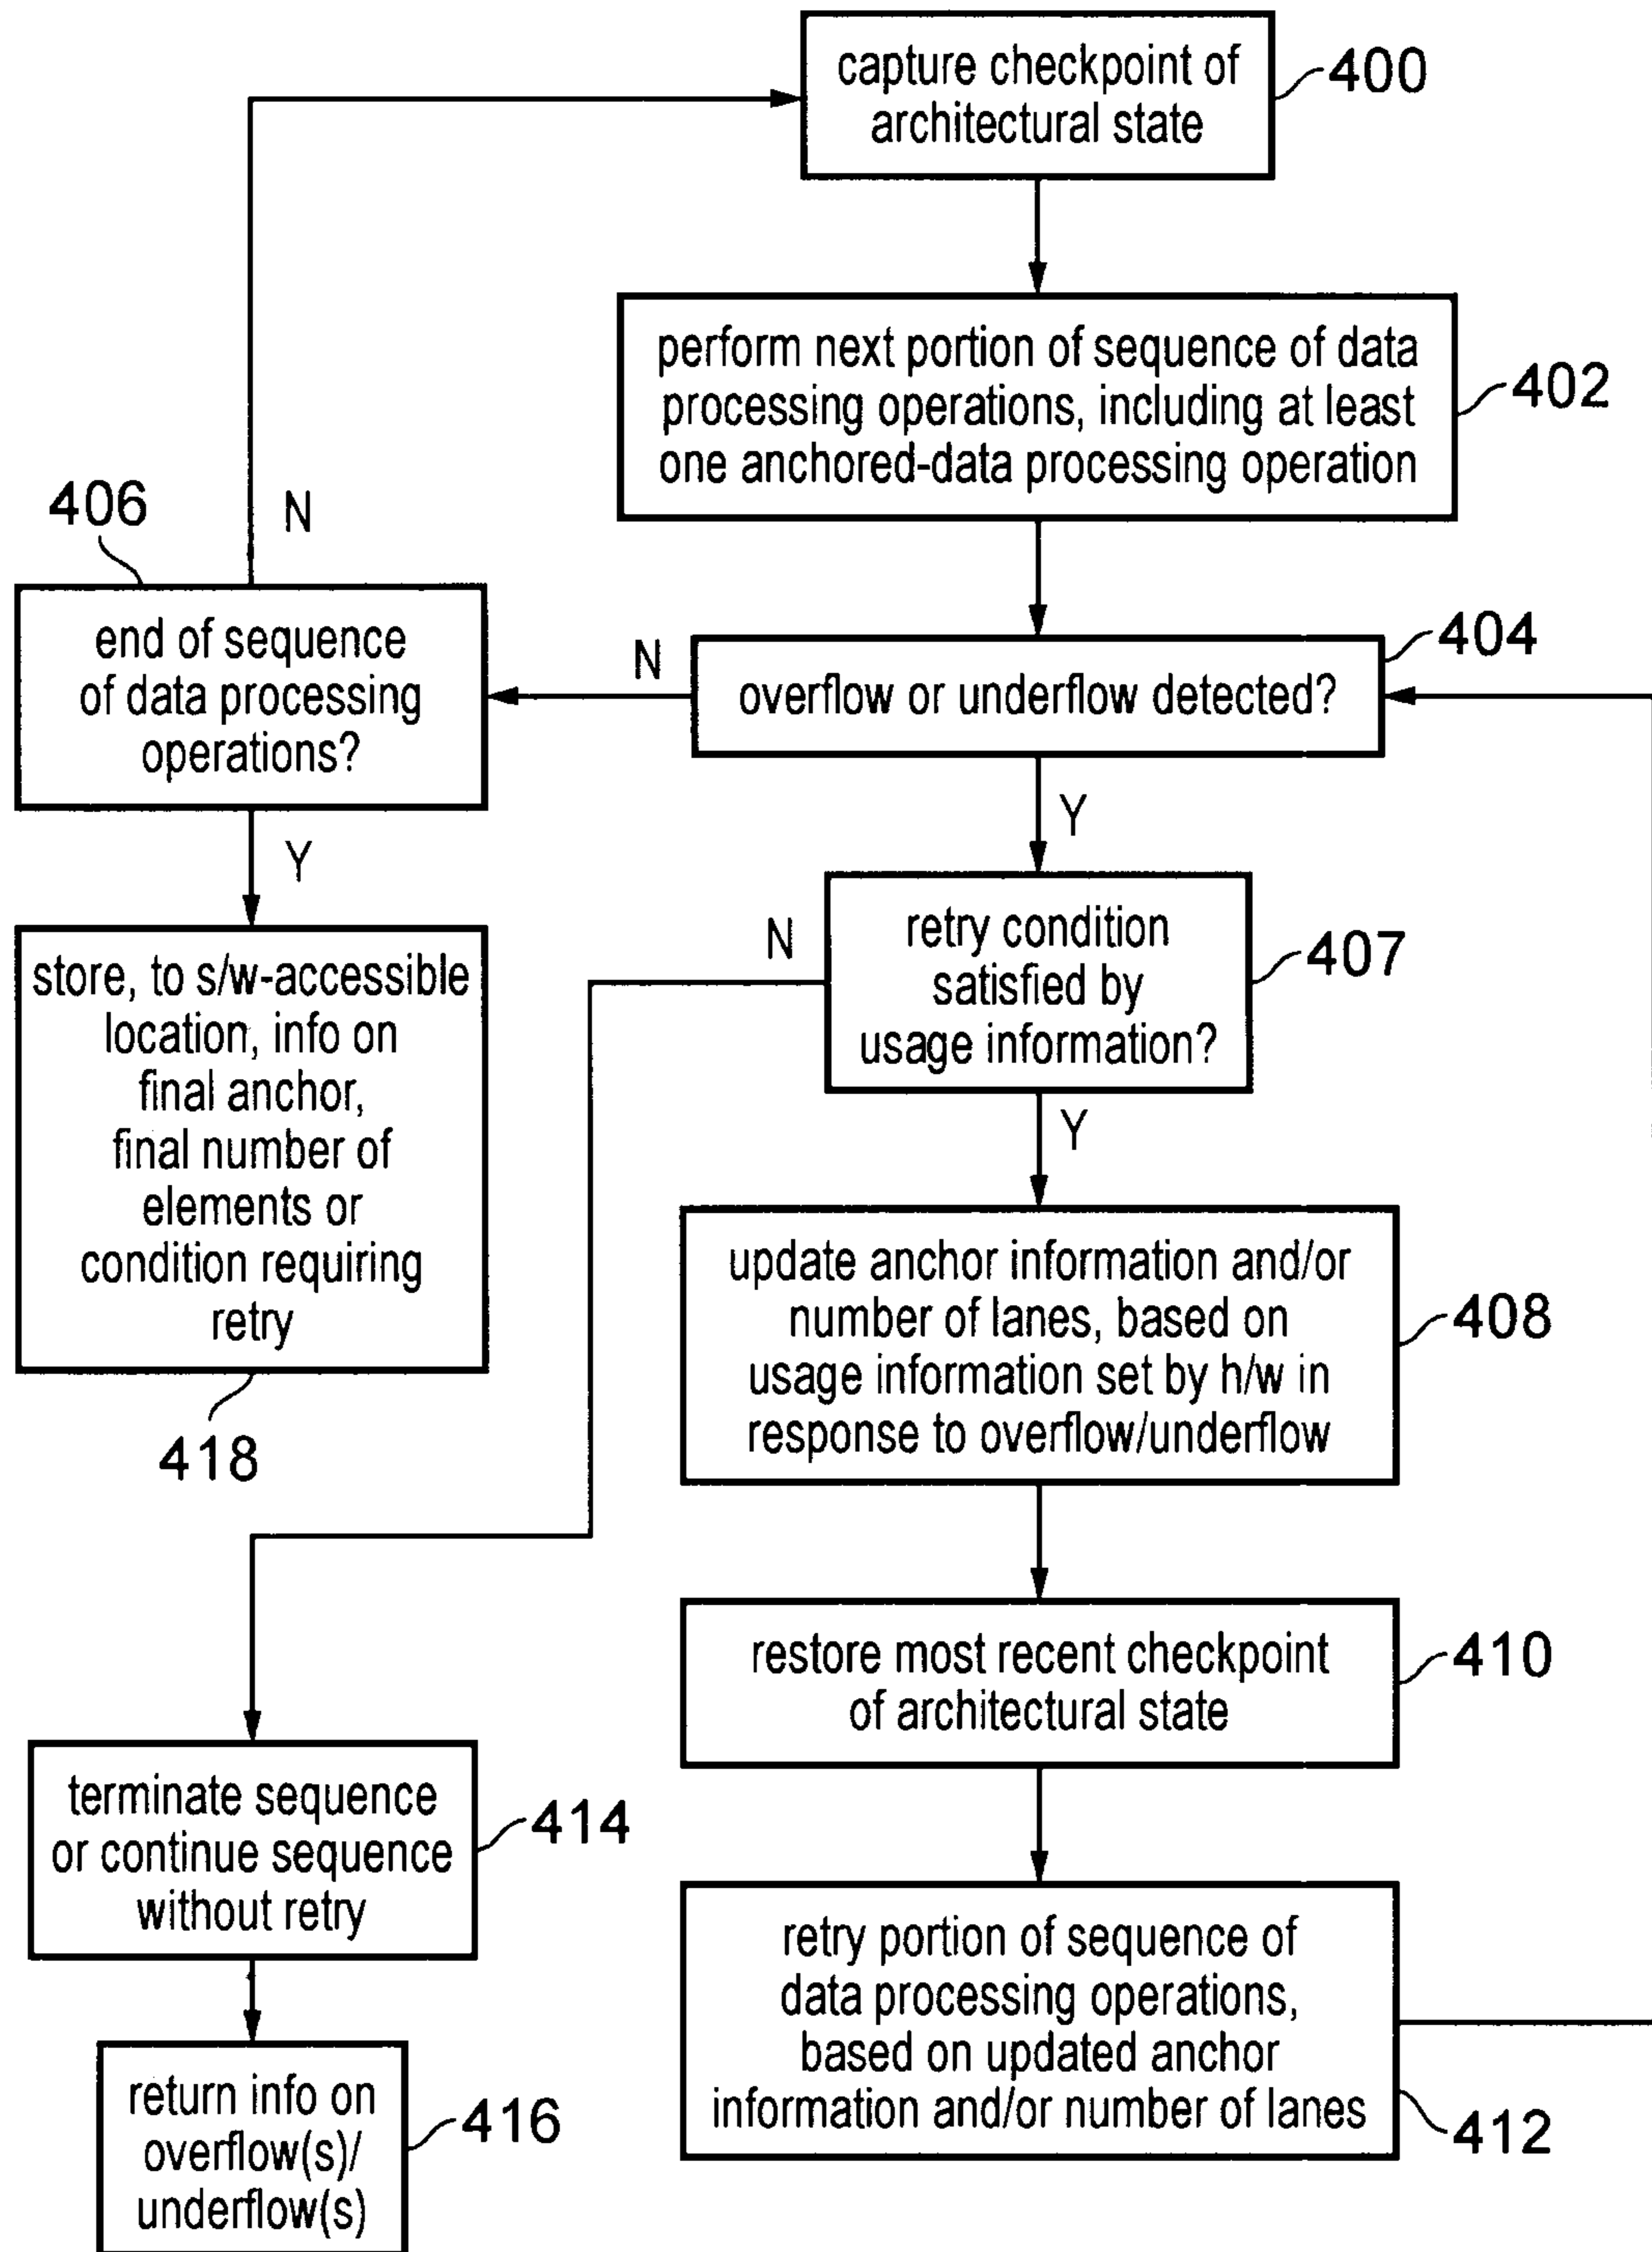 capture checkpoint of
architectural state
400
perform next portion of sequence of data
processing operations, including at least
one anchored-data processing operation
402
406
N
end of sequence
of data processing
operations?
N
overflow or underflow detected?
404
Y
Y
store, to s/w-accessible
location, info on
final anchor,
final number of
elements or
condition requiring
retry
418
N
retry condition
satisfied by
usage information?
407
Y
update anchor information and/or
number of lanes, based on
usage information set by h/w in
response to overflow/underflow
408
restore most recent checkpoint
of architectural state
410
terminate sequence
or continue sequence
without retry
414
retry portion of sequence of
data processing operations,
based on updated anchor
information and/or number of lanes
412
return info on
overflow(s)/
underflow(s)
416